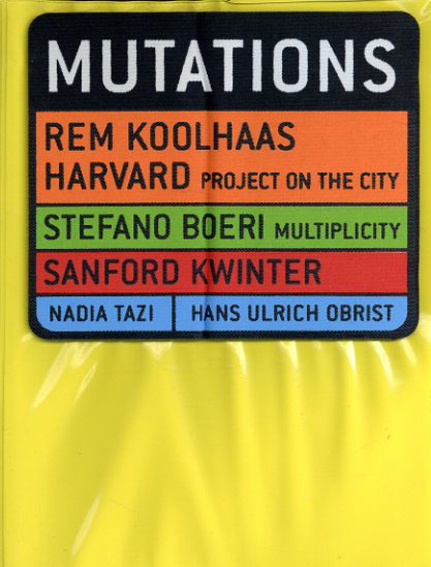 MUTATIONS
REM KOOLHAAS
HARVARD PROJECT ON THE CITY
STEFANO BOERI MULTIPLICITY
SANFORD KWINTER
NADIA TAZI HANS ULRICH OBRIST